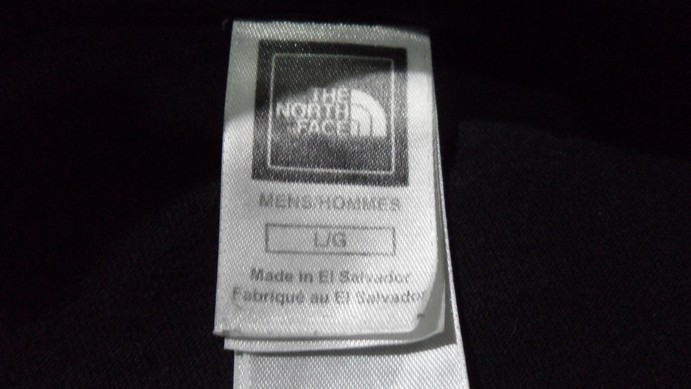 THE
NORTH
FACE
MENS/HOMMES
L/G
Made in El Salvador
Fabriqué au El Salvador